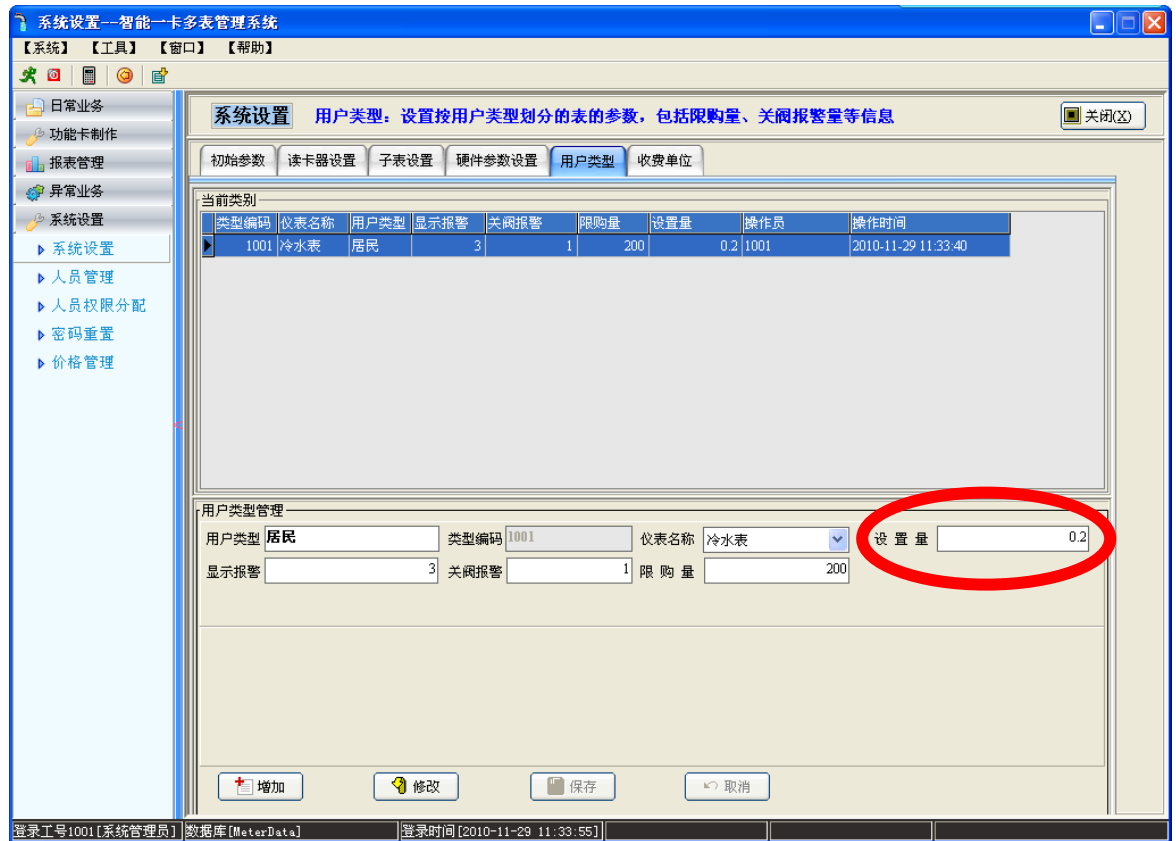 系统设置--智能一卡多表管理系统
【系统】 【工具】 【窗口】 【帮助】
日常业务
功能卡制作
报表管理
异常业务
系统设置
系统设置
人员管理
人员权限分配
密码重置
价格管理
系统设置 用户类型：设置按用户类型划分的表的参数，包括限购量、关阀报警量等信息 关闭(X)
初始参数 读卡器设置 子表设置 硬件参数设置 用户类型 收费单位
当前类别
类型编码 仪表名称 用户类型 显示报警 关阀报警 限购量 设置量 操作员 操作时间
1001 冷水表 居民 3 1 200 0.2 1001 2010-11-29 11:33:40
用户类型管理
用户类型 居民 类型编码 1001 仪表名称 冷水表 设 置 量 0.2
显示报警 3 关阀报警 1 限 购 量 200
增加 修改 保存 取消
登录工号1001[系统管理员] 数据库[MeterData] 登录时间[2010-11-29 11:33:55]